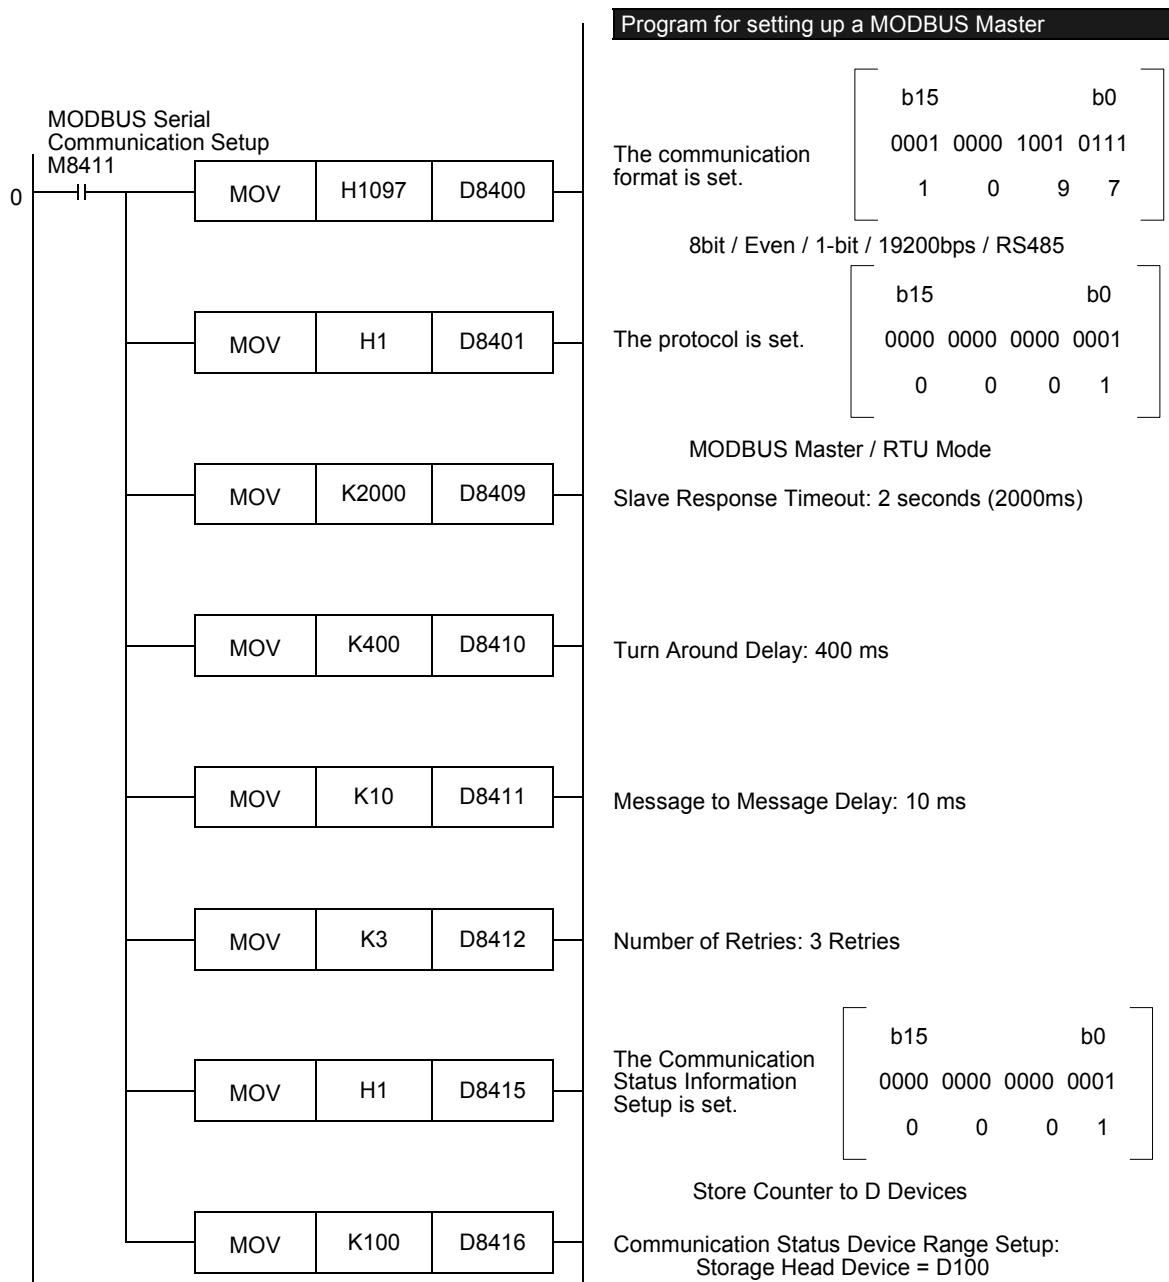 Program for setting up a MODBUS Master
MODBUS Serial
Communication Setup
M8411
0
MOV H1097 D8400
The communication
format is set.
b15 b0
0001 0000 1001 0111
1 0 9 7
8bit / Even / 1-bit / 19200bps / RS485
MOV H1 D8401
The protocol is set.
b15 b0
0000 0000 0000 0001
0 0 0 1
MODBUS Master / RTU Mode
MOV K2000 D8409
Slave Response Timeout: 2 seconds (2000ms)
MOV K400 D8410
Turn Around Delay: 400 ms
MOV K10 D8411
Message to Message Delay: 10 ms
MOV K3 D8412
Number of Retries: 3 Retries
MOV H1 D8415
The Communication
Status Information
Setup is set.
b15 b0
0000 0000 0000 0001
0 0 0 1
Store Counter to D Devices
MOV K100 D8416
Communication Status Device Range Setup:
Storage Head Device = D100